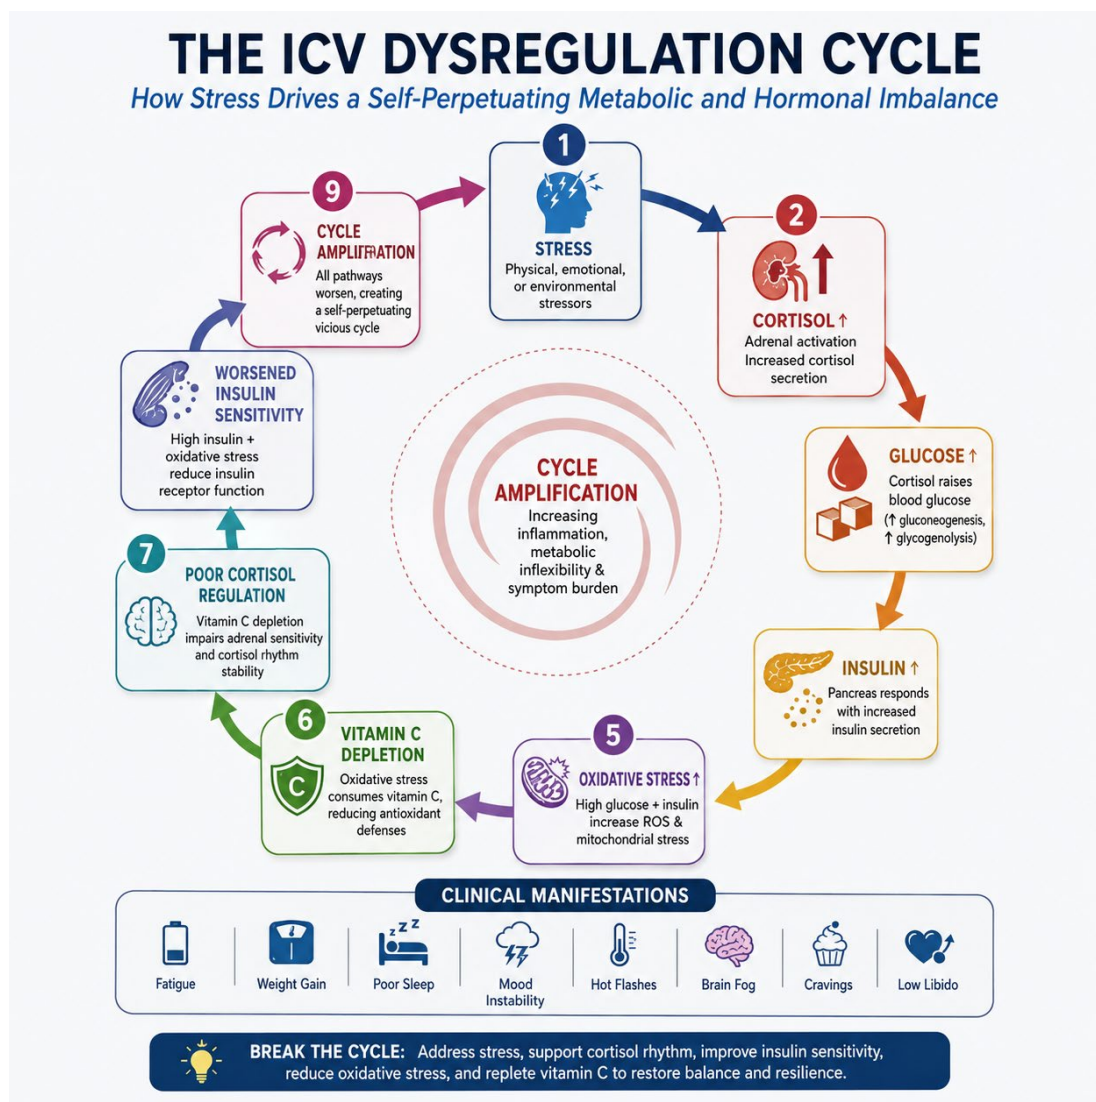 THE ICV DYSREGULATION CYCLE
How Stress Drives a Self-Perpetuating Metabolic and Hormonal Imbalance
1
STRESS
Physical, emotional,
or environmental
stressors
2
CORTISOL ↑
Adrenal activation
Increased cortisol
secretion
GLUCOSE ↑
Cortisol raises
blood glucose
(↑ gluconeogenesis,
↑ glycogenolysis)
INSULIN ↑
Pancreas responds
with increased
insulin secretion
5
OXIDATIVE STRESS ↑
High glucose + insulin
increase ROS &
mitochondrial stress
6
VITAMIN C
DEPLETION
C
Oxidative stress
consumes vitamin C,
reducing antioxidant
defenses
7
POOR CORTISOL
REGULATION
Vitamin C depletion
impairs adrenal sensitivity
and cortisol rhythm
stability
WORSENED
INSULIN
SENSITIVITY
High insulin +
oxidative stress
reduce insulin
receptor function
9
CYCLE
All pathways
worsen, creating
a self-perpetuating
vicious cycle
CYCLE
AMPLIFICATION
Increasing
inflammation,
metabolic
inflexibility &
symptom burden
CLINICAL MANIFESTATIONS
z z Z
Fatigue
Weight Gain
Poor Sleep
Mood
Instability
Hot Flashes
Brain Fog
Cravings
Low Libido
BREAK THE CYCLE: Address stress, support cortisol rhythm, improve insulin sensitivity,
reduce oxidative stress, and replete vitamin C to restore balance and resilience.